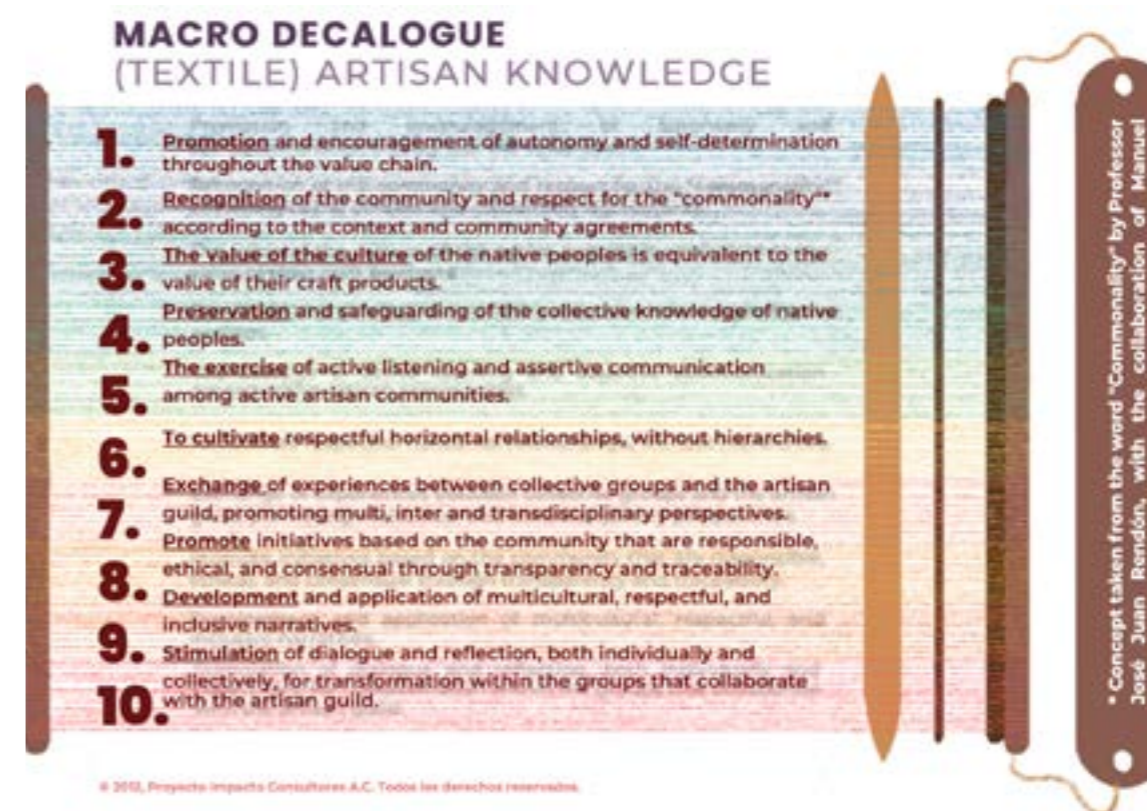 MACRO DECALOGUE
(TEXTILE) ARTISAN KNOWLEDGE
1. Promotion and encouragement of autonomy and self-determination
throughout the value chain.
2. Recognition of the community and respect for the "commonality"*
according to the context and community agreements.
3. The value of the culture of the native peoples is equivalent to the
value of their craft products.
4. Preservation and safeguarding of the collective knowledge of native
peoples.
5. The exercise of active listening and assertive communication
among active artisan communities.
6. To cultivate respectful horizontal relationships, without hierarchies.
7. Exchange of experiences between collective groups and the artisan
guild, promoting multi, inter and transdisciplinary perspectives.
8. Promote initiatives based on the community that are responsible,
ethical, and consensual through transparency and traceability.
9. Development and application of multicultural, respectful, and
inclusive narratives.
10. Stimulation of dialogue and reflection, both individually and
collectively, for transformation within the groups that collaborate
with the artisan guild.
© 2012, Proyecto Impacto Consultores A.C. Todos los derechos reservados.
* Concept taken from the word "Commonality" by Professor
José Juan Rendón with the collaboration of Manuel